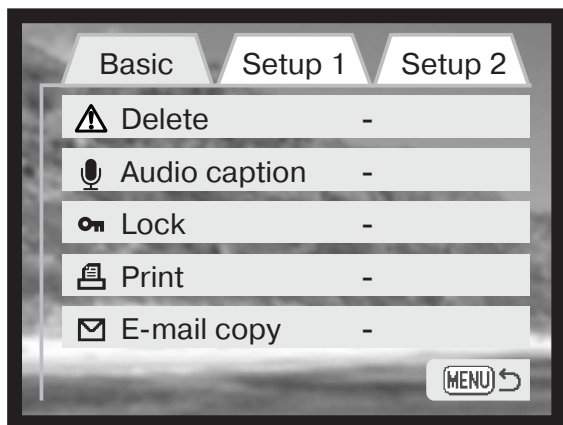 Basic Setup 1 Setup 2
Delete -
Audio caption -
Lock -
Print -
E-mail copy -
MENU